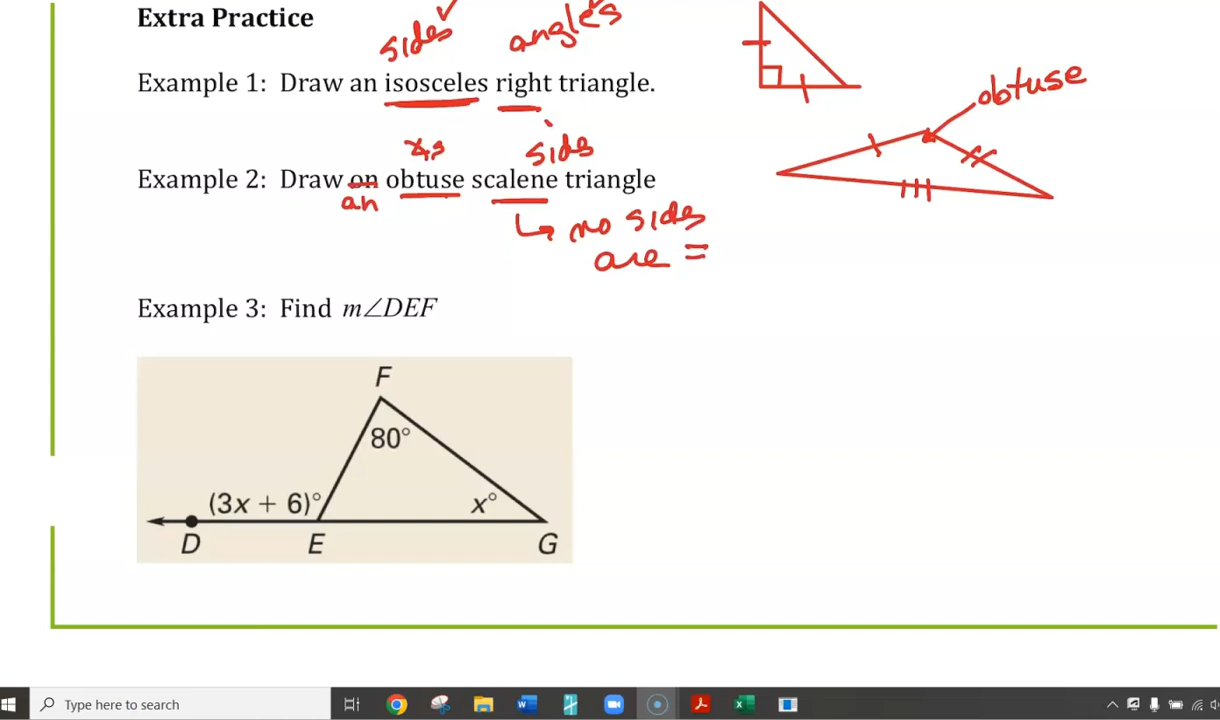 Extra Practice
sides angles
Example 1: Draw an isosceles right triangle.
obtuse
∡s side
Example 2: Draw on obtuse scalene triangle
an
↳ no sides
are =
Example 3: Find m∠DEF
F
80°
(3x + 6)° x°
D E G
Type here to search